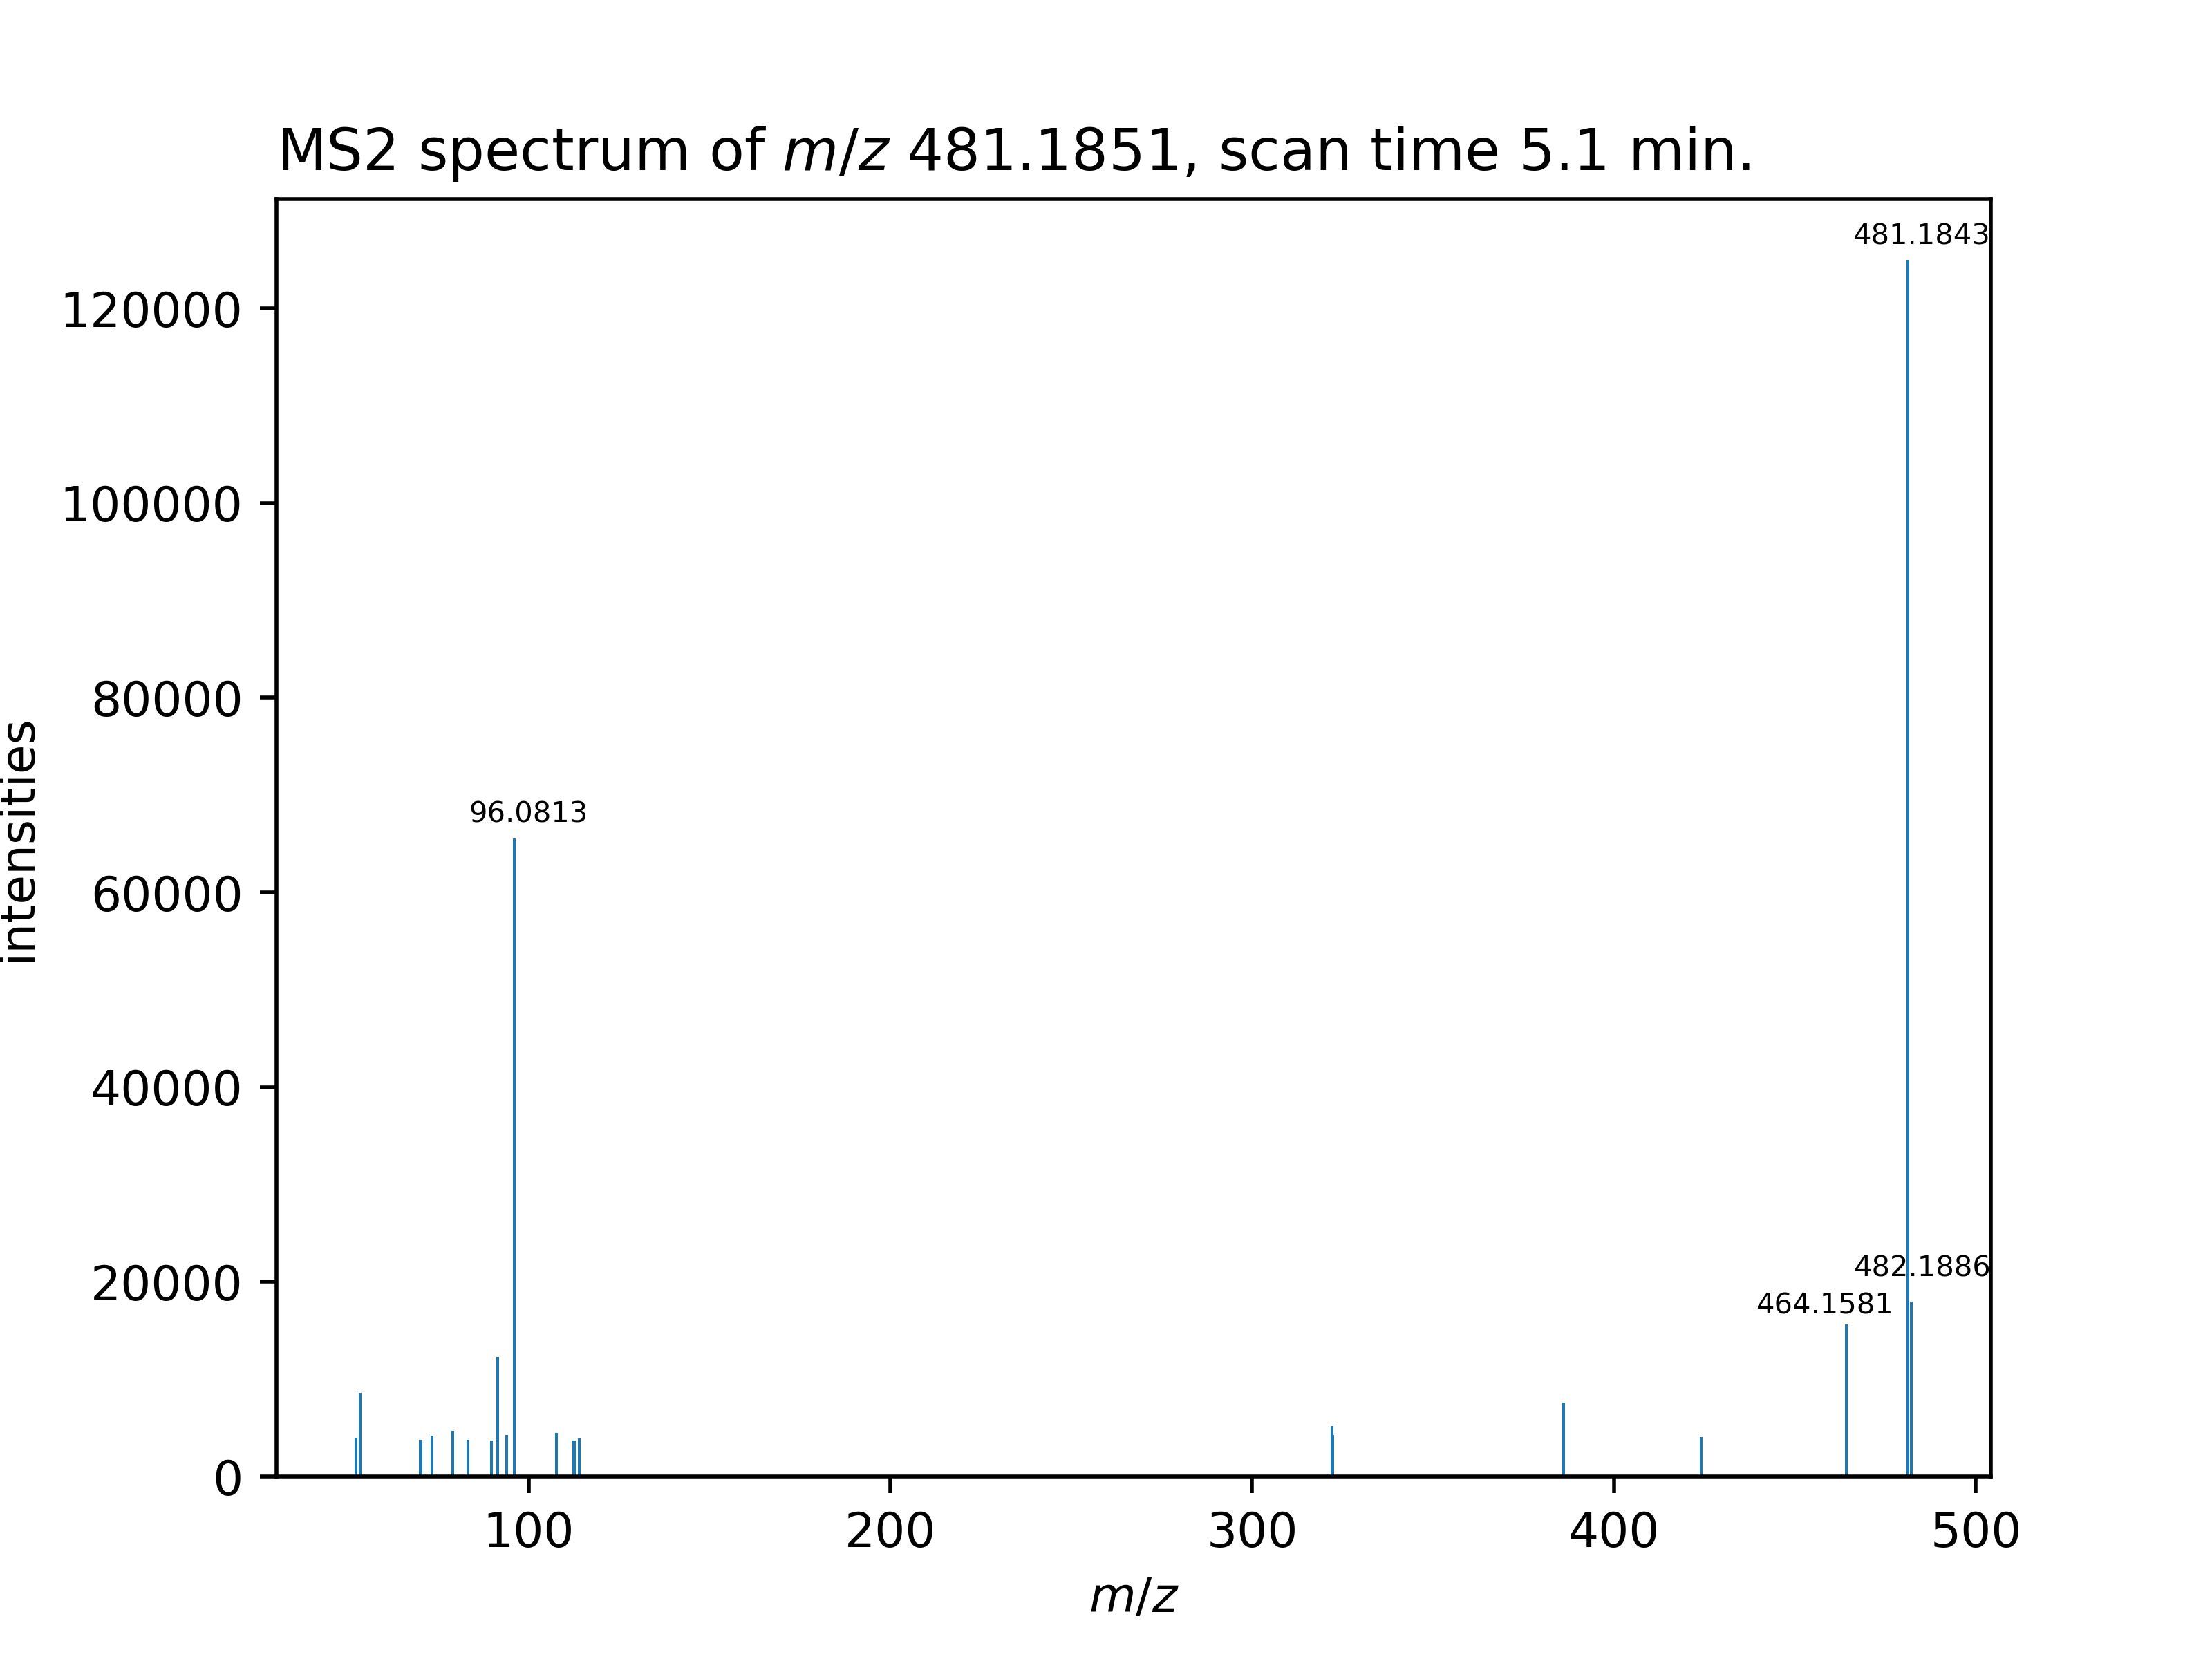 MS2 spectrum of m/z 481.1851, scan time 5.1 min.
481.1843
120000
100000
80000
96.0813
60000
intensities
40000
482.1886
20000
464.1581
0
100 200 300 400 500
m/z